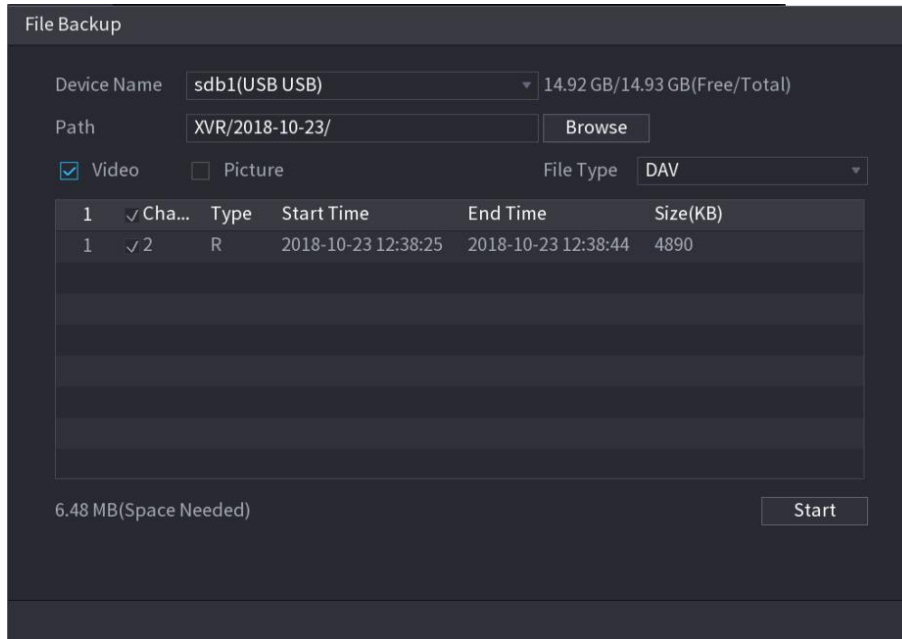 File Backup
Device Name sdb1(USB USB) 14.92 GB/14.93 GB(Free/Total)
Path XVR/2018-10-23/ Browse
Video Picture File Type DAV
1 Cha... Type Start Time End Time Size(KB)
1 2 R 2018-10-23 12:38:25 2018-10-23 12:38:44 4890
6.48 MB(Space Needed) Start